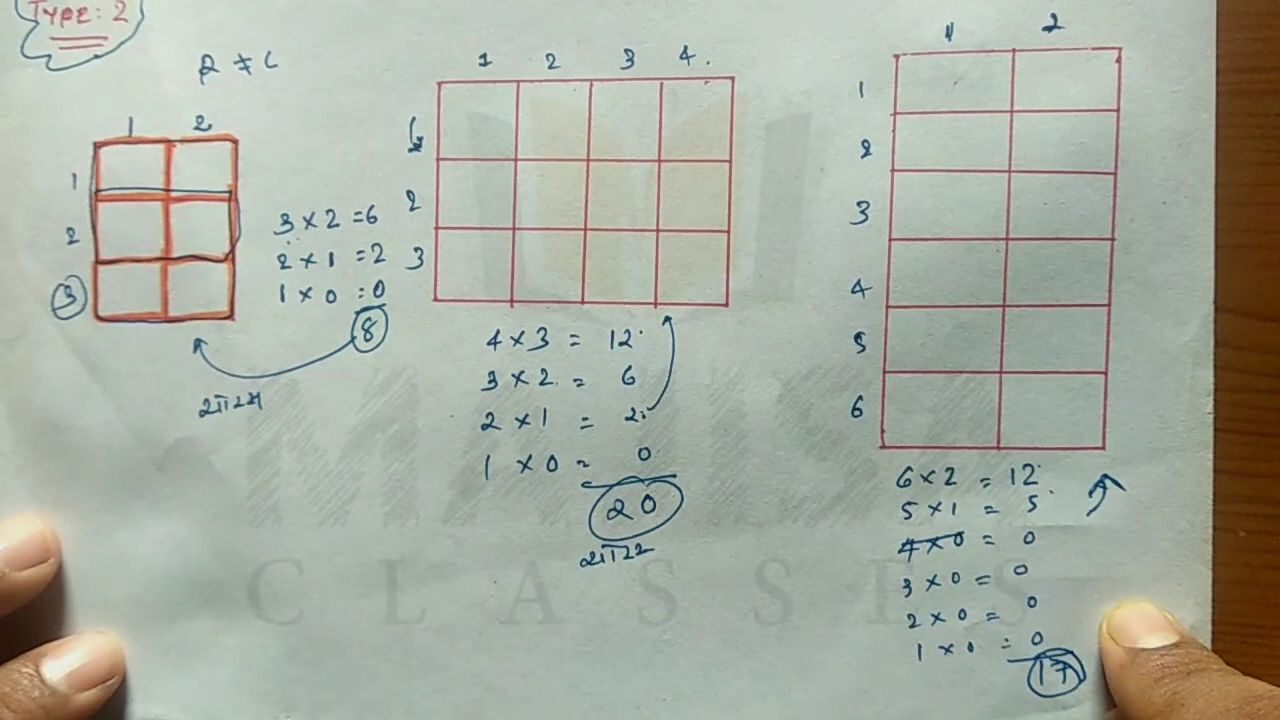 TYPE: 2
R ≠ C
1 2
1
2
3
3 × 2 = 6
2 × 1 = 2
1 × 0 = 0
8
1 2 3 4
2
3
4 × 3 = 12
3 × 2 = 6
2 × 1 = 2
1 × 0 = 0
20
1 2
1
2
3
4
5
6
6 × 2 = 12
5 × 1 = 5
4 × 0 = 0
3 × 0 = 0
2 × 0 = 0
1 × 0 = 0
17
CLASSES